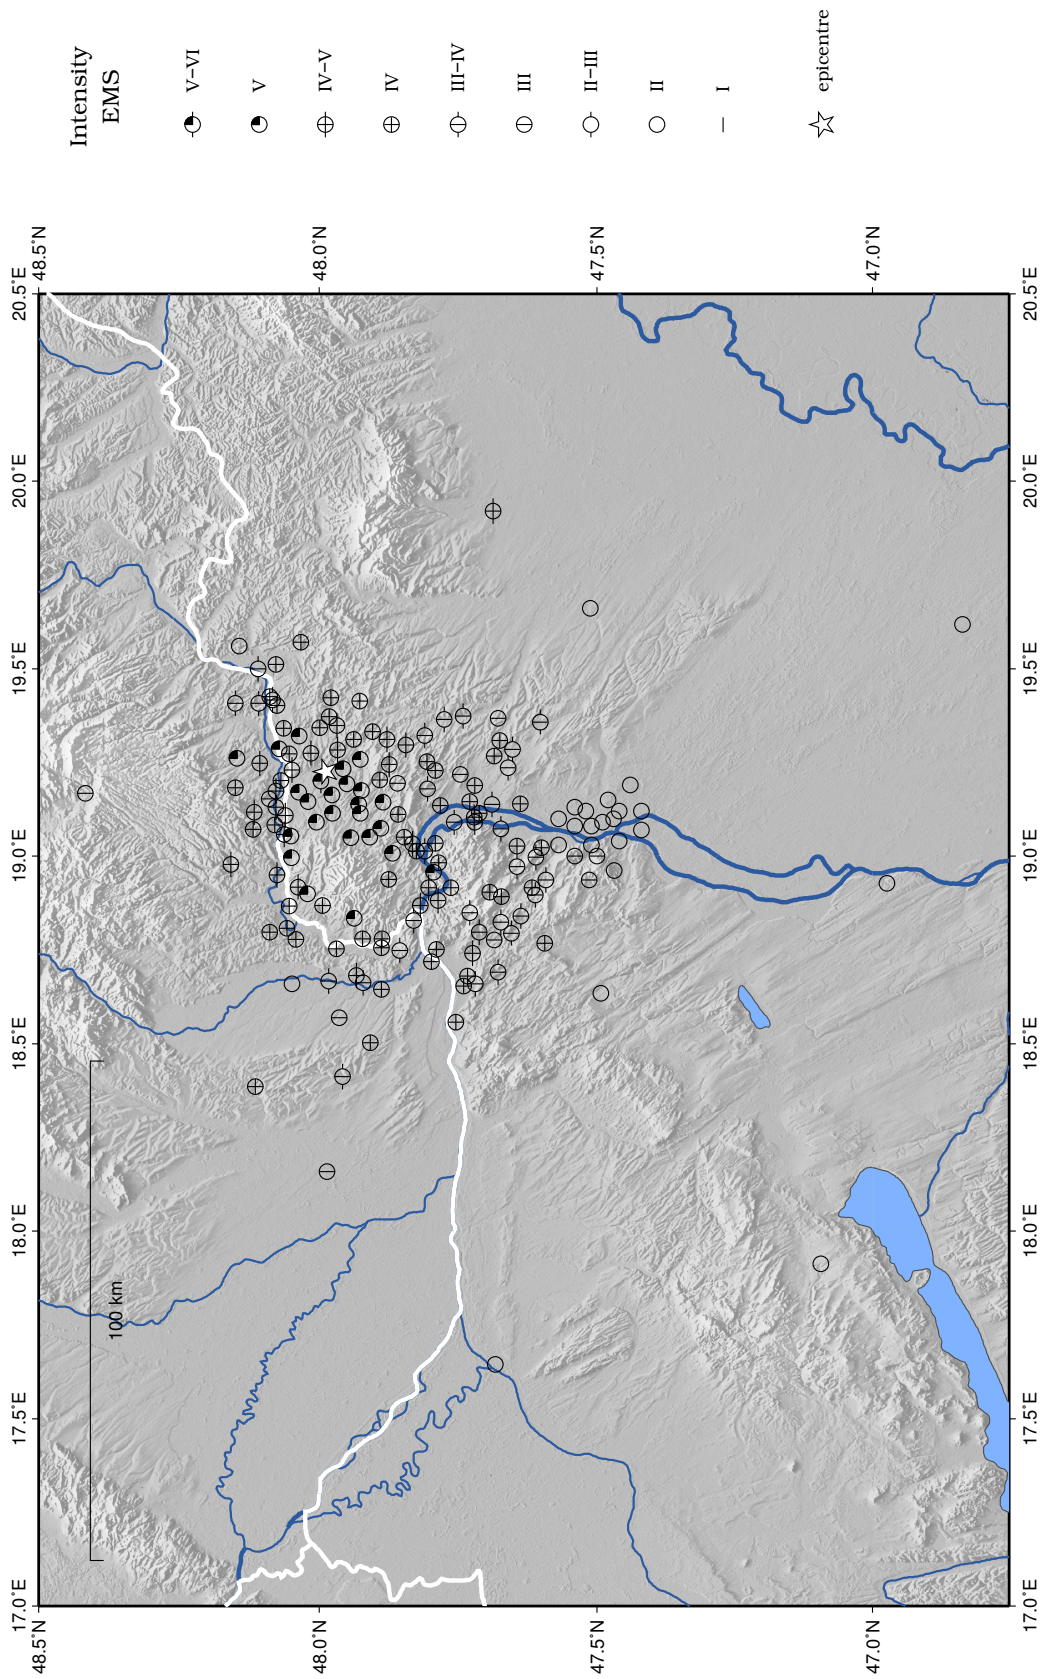 Intensity
EMS
V−VI
V
IV−V
IV
III−IV
III
II−III
II
I
epicentre
17.0˚E
17.5˚E
18.0˚E
18.5˚E
19.0˚E
19.5˚E
20.0˚E
20.5˚E
48.5˚N
48.0˚N
47.5˚N
47.0˚N
48.5˚N
48.0˚N
47.5˚N
47.0˚N
100 km
17.0˚E
17.5˚E
18.0˚E
18.5˚E
19.0˚E
19.5˚E
20.0˚E
20.5˚E